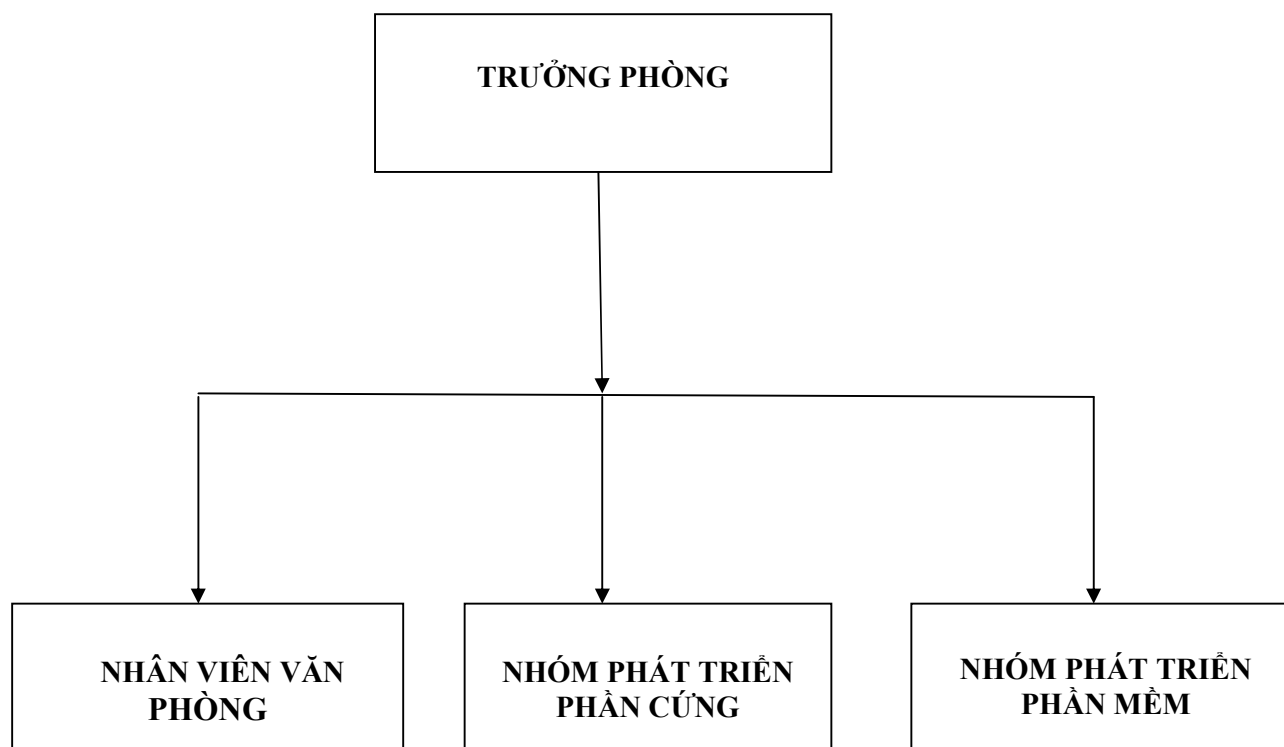 TRƯỞNG PHÒNG
NHÂN VIÊN VĂN
PHÒNG
NHÓM PHÁT TRIỂN
PHẦN CỨNG
NHÓM PHÁT TRIỂN
PHẦN MỀM